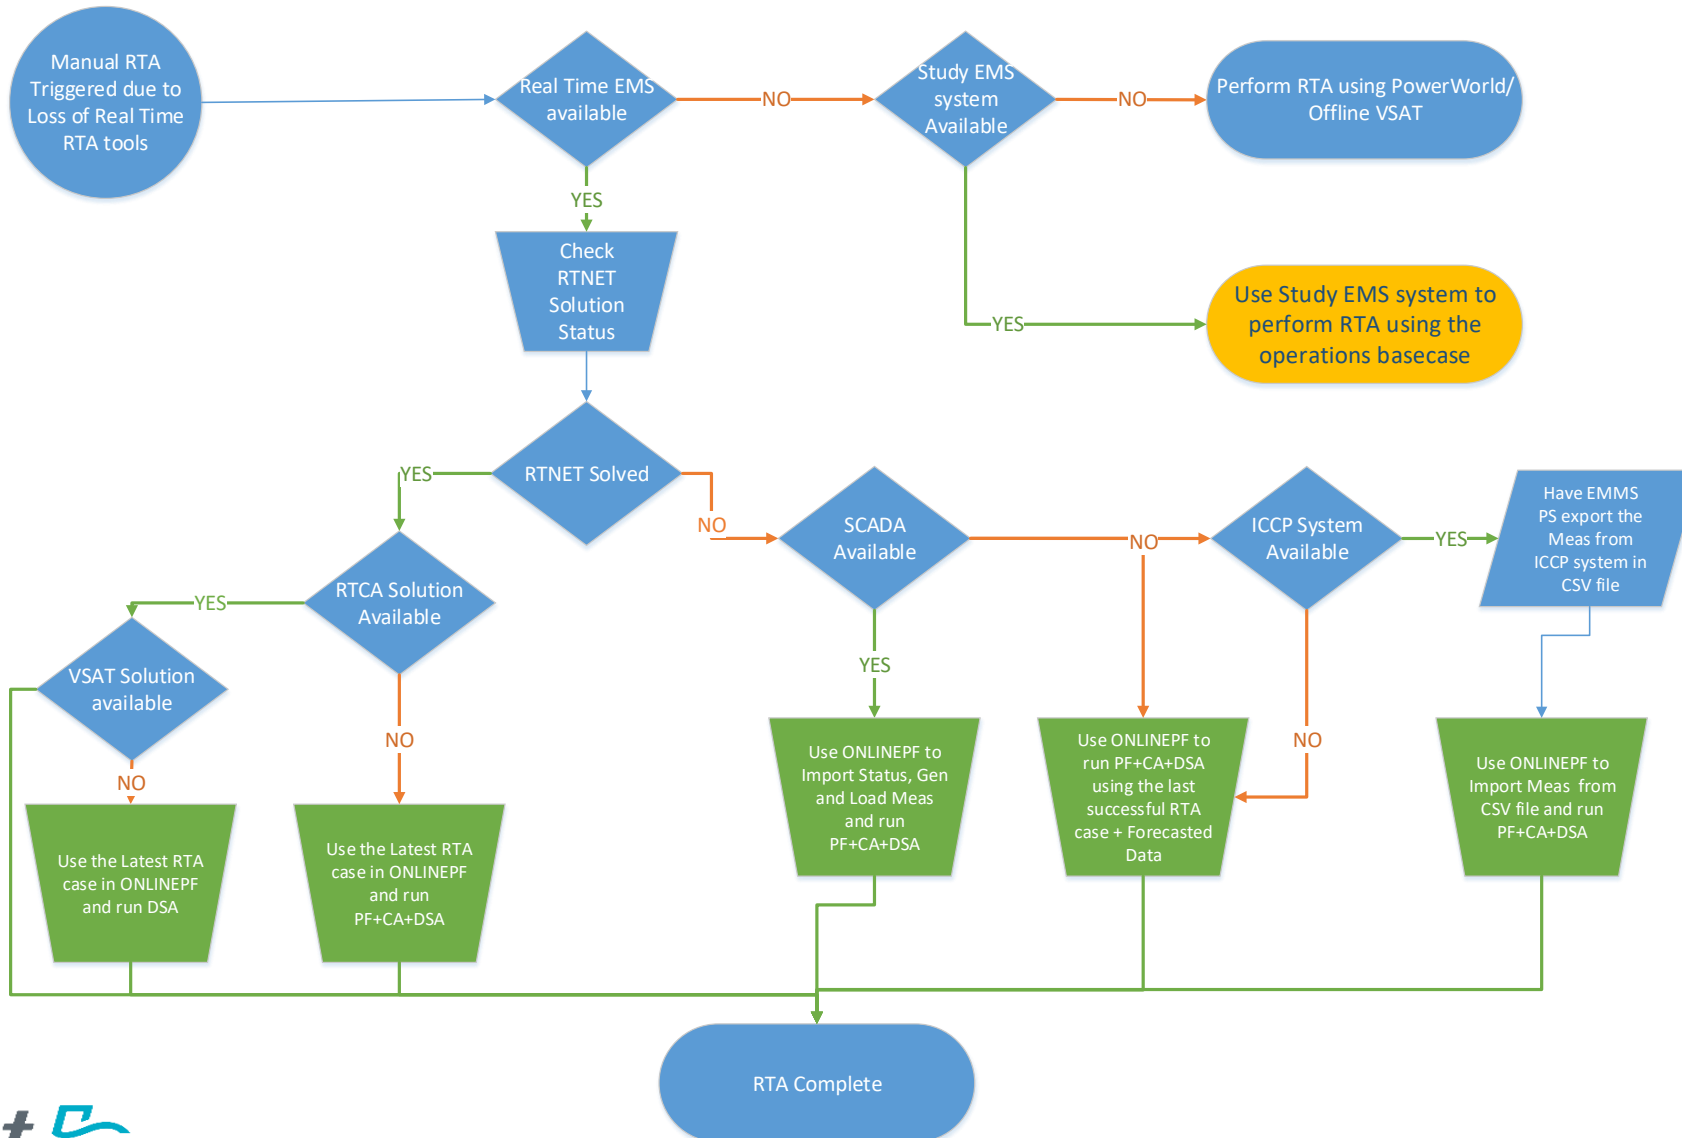 Manual RTA
Triggered due to
Loss of Real Time
RTA tools
Real Time EMS
available
NO
Study EMS
system
Available
NO
Perform RTA using PowerWorld/
Offline VSAT
YES
Check
RTNET
Solution
Status
YES
Use Study EMS system to
perform RTA using the
operations basecase
RTNET Solved
YES
NO
SCADA
Available
NO
ICCP System
Available
YES
Have EMMS
PS export the
Meas from
ICCP system in
CSV file
RTCA Solution
Available
YES
VSAT Solution
available
YES
NO
NO
NO
Use the Latest RTA
case in ONLINEPF
and run DSA
Use the Latest RTA
case in ONLINEPF
and run
PF+CA+DSA
Use ONLINEPF to
Import Status, Gen
and Load Meas
and run
PF+CA+DSA
Use ONLINEPF to
run PF+CA+DSA
using the last
successful RTA
case + Forecasted
Data
Use ONLINEPF to
Import Meas from
CSV file and run
PF+CA+DSA
RTA Complete